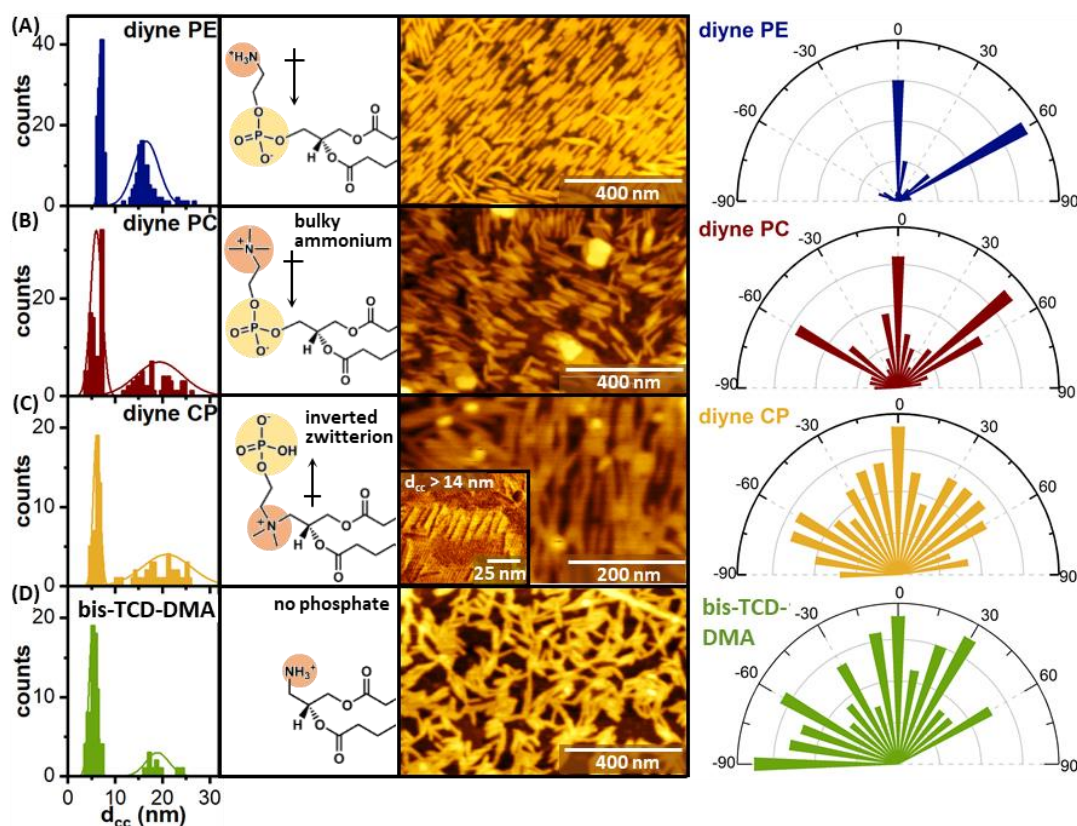 (A)
diyne PE
40
20
0
counts
⁺H₃N
O
O=P-O
O⁻
H
O
O
O
O
400 nm
diyne PE
-90
-60
-30
0
30
60
90
(B)
diyne PC
20
0
counts
bulky
ammonium
+
N
O
O=P-O
O⁻
H
O
O
O
O
400 nm
diyne PC
-90
-60
-30
0
30
60
90
(C)
diyne CP
20
10
0
counts
inverted
zwitterion
O⁻
O=P-OH
O
N⁺
H
O
O
O
O
d_cc > 14 nm
25 nm
200 nm
diyne CP
-90
-60
-30
0
30
60
90
(D)
bis-TCD-DMA
20
10
0
counts
no phosphate
NH₃⁺
H
O
O
O
O
400 nm
bis-TCD-
DMA
-90
-60
-30
0
30
60
90
0 10 20 30
d_cc (nm)